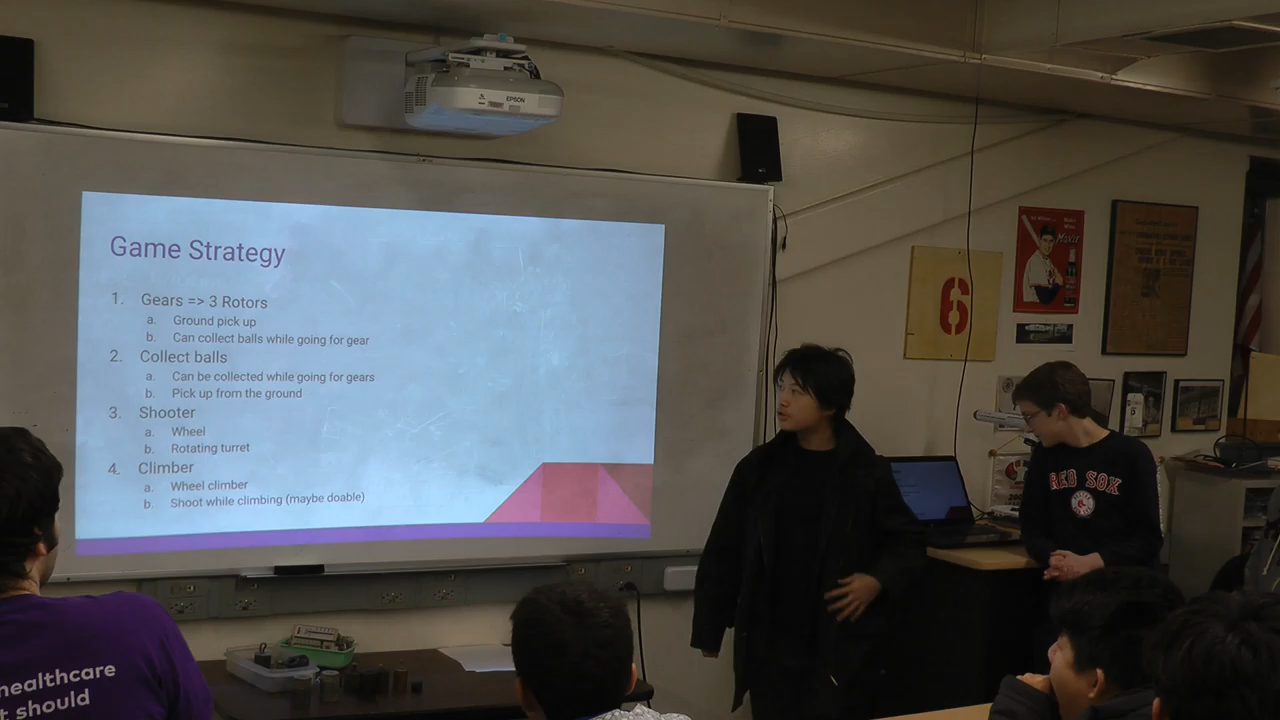 EPSON
Game Strategy
1. Gears => 3 Rotors
a. Ground pick up
b. Can collect balls while going for gear
2. Collect balls
a. Can be collected while going for gears
b. Pick up from the ground
3. Shooter
a. Wheel
b. Rotating turret
4. Climber
a. Wheel climber
b. Shoot while climbing (maybe doable)
6
Moxie
RED SOX
6
healthcare
t should